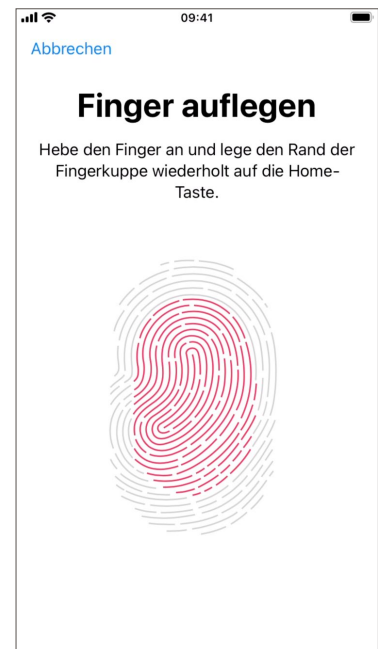 09:41
Abbrechen
Finger auflegen
Hebe den Finger an und lege den Rand der
Fingerkuppe wiederholt auf die Home-
Taste.